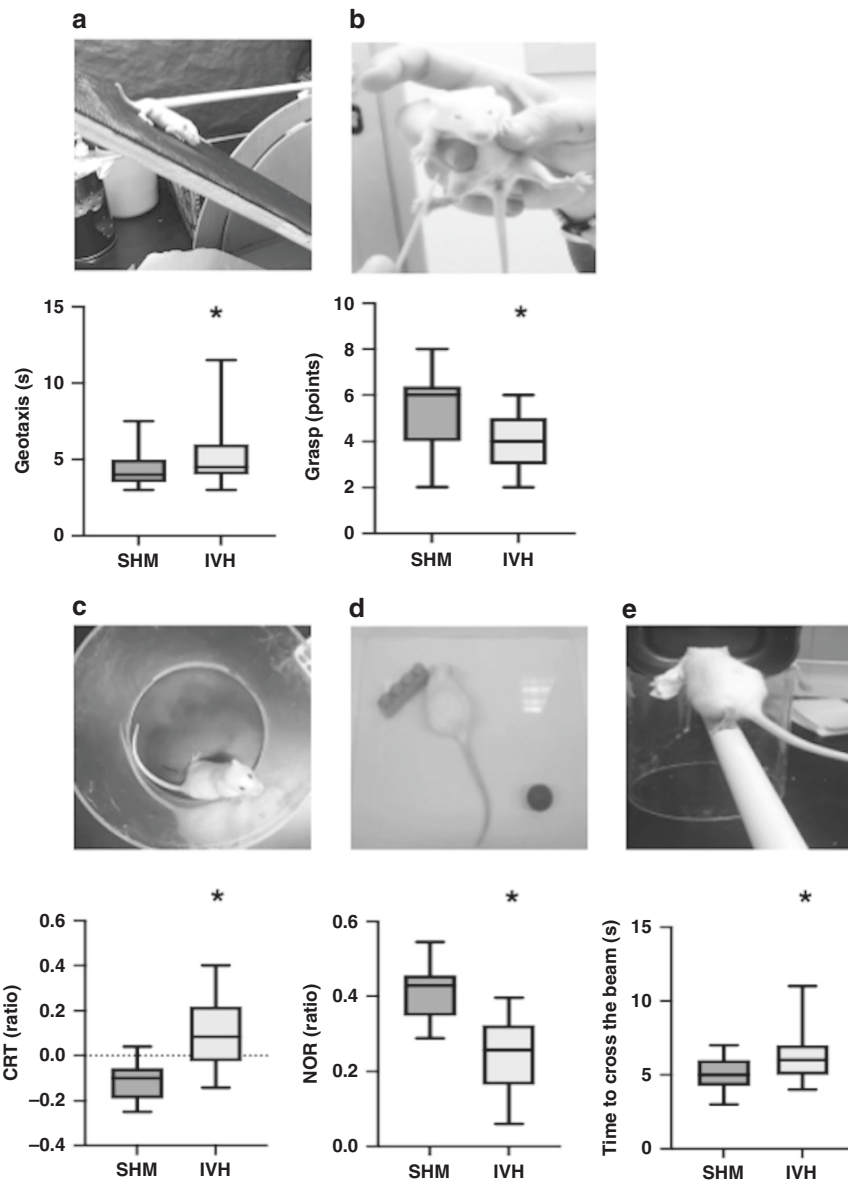 a
b
Geotaxis (s)
15
10
5
0
*
SHM
IVH
Grasp (points)
10
8
6
4
2
0
*
SHM
IVH
c
d
e
CRT (ratio)
0.6
0.4
0.2
0.0
–0.2
–0.4
*
SHM
IVH
NOR (ratio)
0.6
0.4
0.2
0.0
*
SHM
IVH
Time to cross the beam (s)
15
10
5
0
*
SHM
IVH